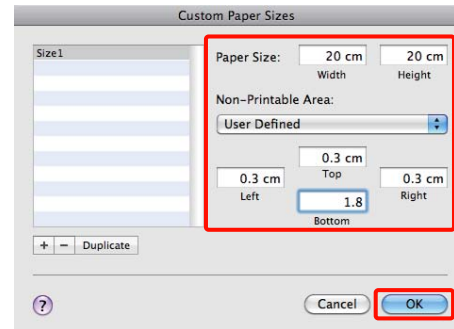 Custom Paper Sizes
Size1
Paper Size: 20 cm 20 cm
Width Height
Non-Printable Area:
User Defined
0.3 cm
Top
0.3 cm 0.3 cm
Left Right
1.8
Bottom
+ − Duplicate
? Cancel OK